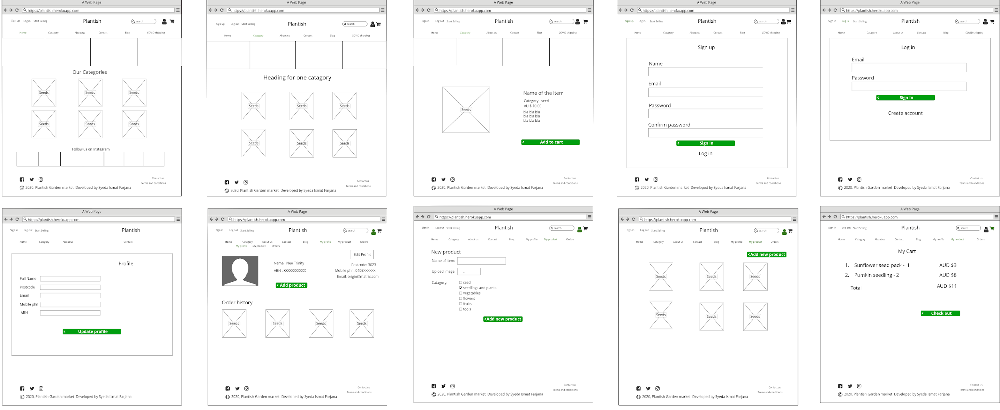 A Web Page
https://plantish.herokuapp.com
Sign up Log in Start Selling Plantish search
Home Catagory About us Contact Blog COVID shipping
Our Categories
Seeds Seeds Seeds
Seeds Seeds Seeds
Follow us on Instagram
Contact us
Terms and conditions
© 2020, Plantish Garden market Developed by Syeda Ismat Farjana
A Web Page
https://plantish.herokuapp.com
Sign up Log out Start Selling Plantish search
Home Catagory About us Contact Blog COVID shipping
Heading for one catagory
Seeds Seeds Seeds
Seeds Seeds Seeds
Contact us
Terms and conditions
© 2020, Plantish Garden market Developed by Syeda Ismat Farjana
A Web Page
https://plantish.herokuapp.com
Sign in Log out Start Selling Plantish search
Home Catagory About us Contact Blog COVID shipping
Seeds
Name of the Item
Category: seed
AU $ 10.00
bla bla bla
bla bla bla
bla bla bla
Add to cart
Contact us
Terms and conditions
© 2020, Plantish Garden market Developed by Syeda Ismat Farjana
A Web Page
https://plantish.herokuapp.com
Sign up Log in Start Selling Plantish search
Home Catagory About us Contact Blog COVID shipping
Sign up
Name
Email
Password
Confirm password
Sign In
Log in
Contact us
Terms and conditions
© 2020, Plantish Garden market Developed by Syeda Ismat Farjana
A Web Page
https://plantish.herokuapp.com
Sign in Log in Start Selling Plantish search
Home Catagory About us Contact Blog COVID shipping
Log in
Email
Password
Sign In
Create account
Contact us
Terms and conditions
© 2020, Plantish Garden market Developed by Syeda Ismat Farjana
A Web Page
https://plantish.herokuapp.com
Sign in Log out Start Selling Plantish
Home Catagory About us Contact
Profile
Full Name
Postcode
Email
Mobile phn
ABN
Update profile
© 2020, Plantish Garden market Developed by Syeda Ismat Farjana
A Web Page
https://plantish.herokuapp.com
Sign in Log out Start Selling Plantish search
Home Catagory About us Contact Blog My profile My product Orders
My profile My product Orders
Edit Profile
Name : Neo Trinity Postcode: 3023
ABN : XXXXXXXXXXX Mobile phn: 0406XXXXXX
Email: origin@matrix.com
Add product
Order history
Seeds Seeds Seeds Seeds
Contact us
Terms and conditions
© 2020, Plantish Garden market Developed by Syeda Ismat Farjana
A Web Page
https://plantish.herokuapp.com
Sign in Log out Start Selling Plantish search
Home Catagory About us Contact Blog My profile My product Orders
New product
Name of item:
Upload image: ...
Catagory: seed
seedlings and plants
vegetables
flowers
fruits
tools
Add new product
Contact us
Terms and conditions
© 2020, Plantish Garden market Developed by Syeda Ismat Farjana
A Web Page
https://plantish.herokuapp.com
Sign in Log out Start Selling Plantish search
Home Catagory About us Contact Blog My profile My product Orders
Add new product
Seeds Seeds Seeds
Seeds Seeds Seeds
Contact us
Terms and conditions
© 2020, Plantish Garden market Developed by Syeda Ismat Farjana
A Web Page
https://plantish.herokuapp.com
Sign in Log out Start Selling Plantish search
Home Catagory About us Contact Blog My profile My product Orders
My Cart
1. Sunflower seed pack - 1 AUD $3
2. Pumkin seedling - 2 AUD $8
Total AUD $11
Check out
Contact us
Terms and conditions
© 2020, Plantish Garden market Developed by Syeda Ismat Farjana